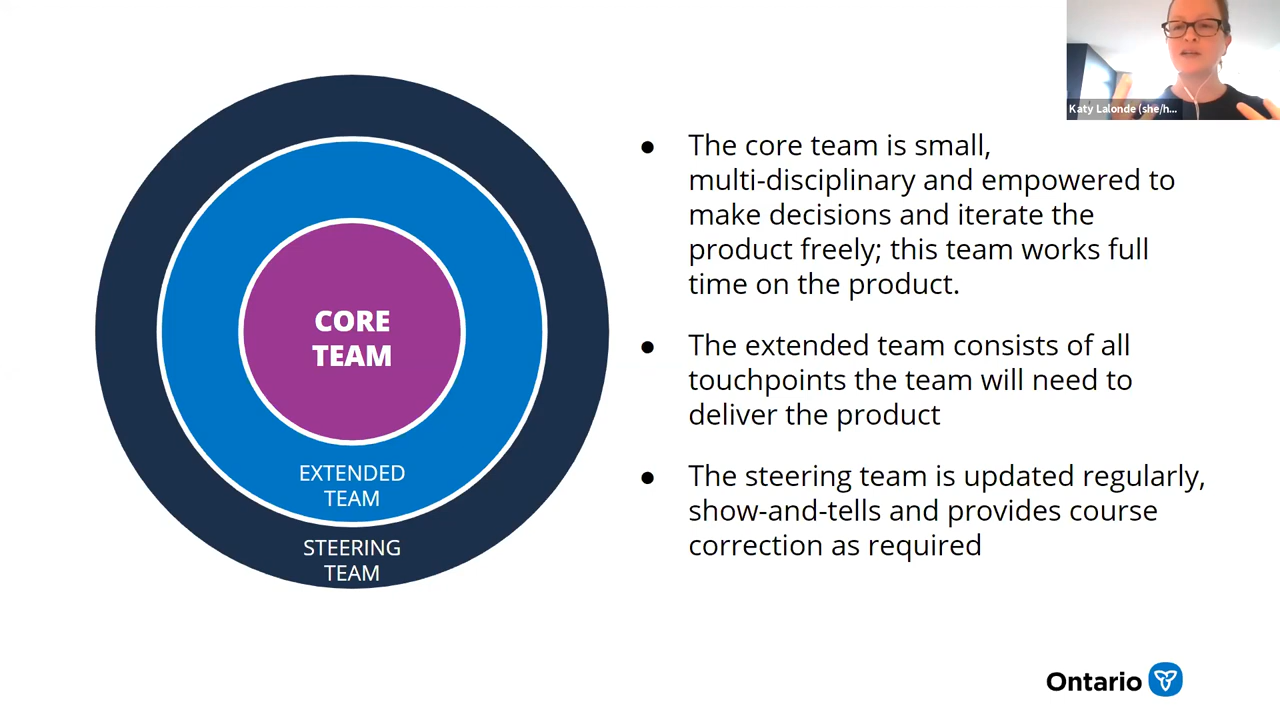 Katy Lalonde (she/h...
CORE
TEAM
EXTENDED
TEAM
STEERING
TEAM
● The core team is small,
multi-disciplinary and empowered to
make decisions and iterate the
product freely; this team works full
time on the product.
● The extended team consists of all
touchpoints the team will need to
deliver the product
● The steering team is updated regularly,
show-and-tells and provides course
correction as required
Ontario